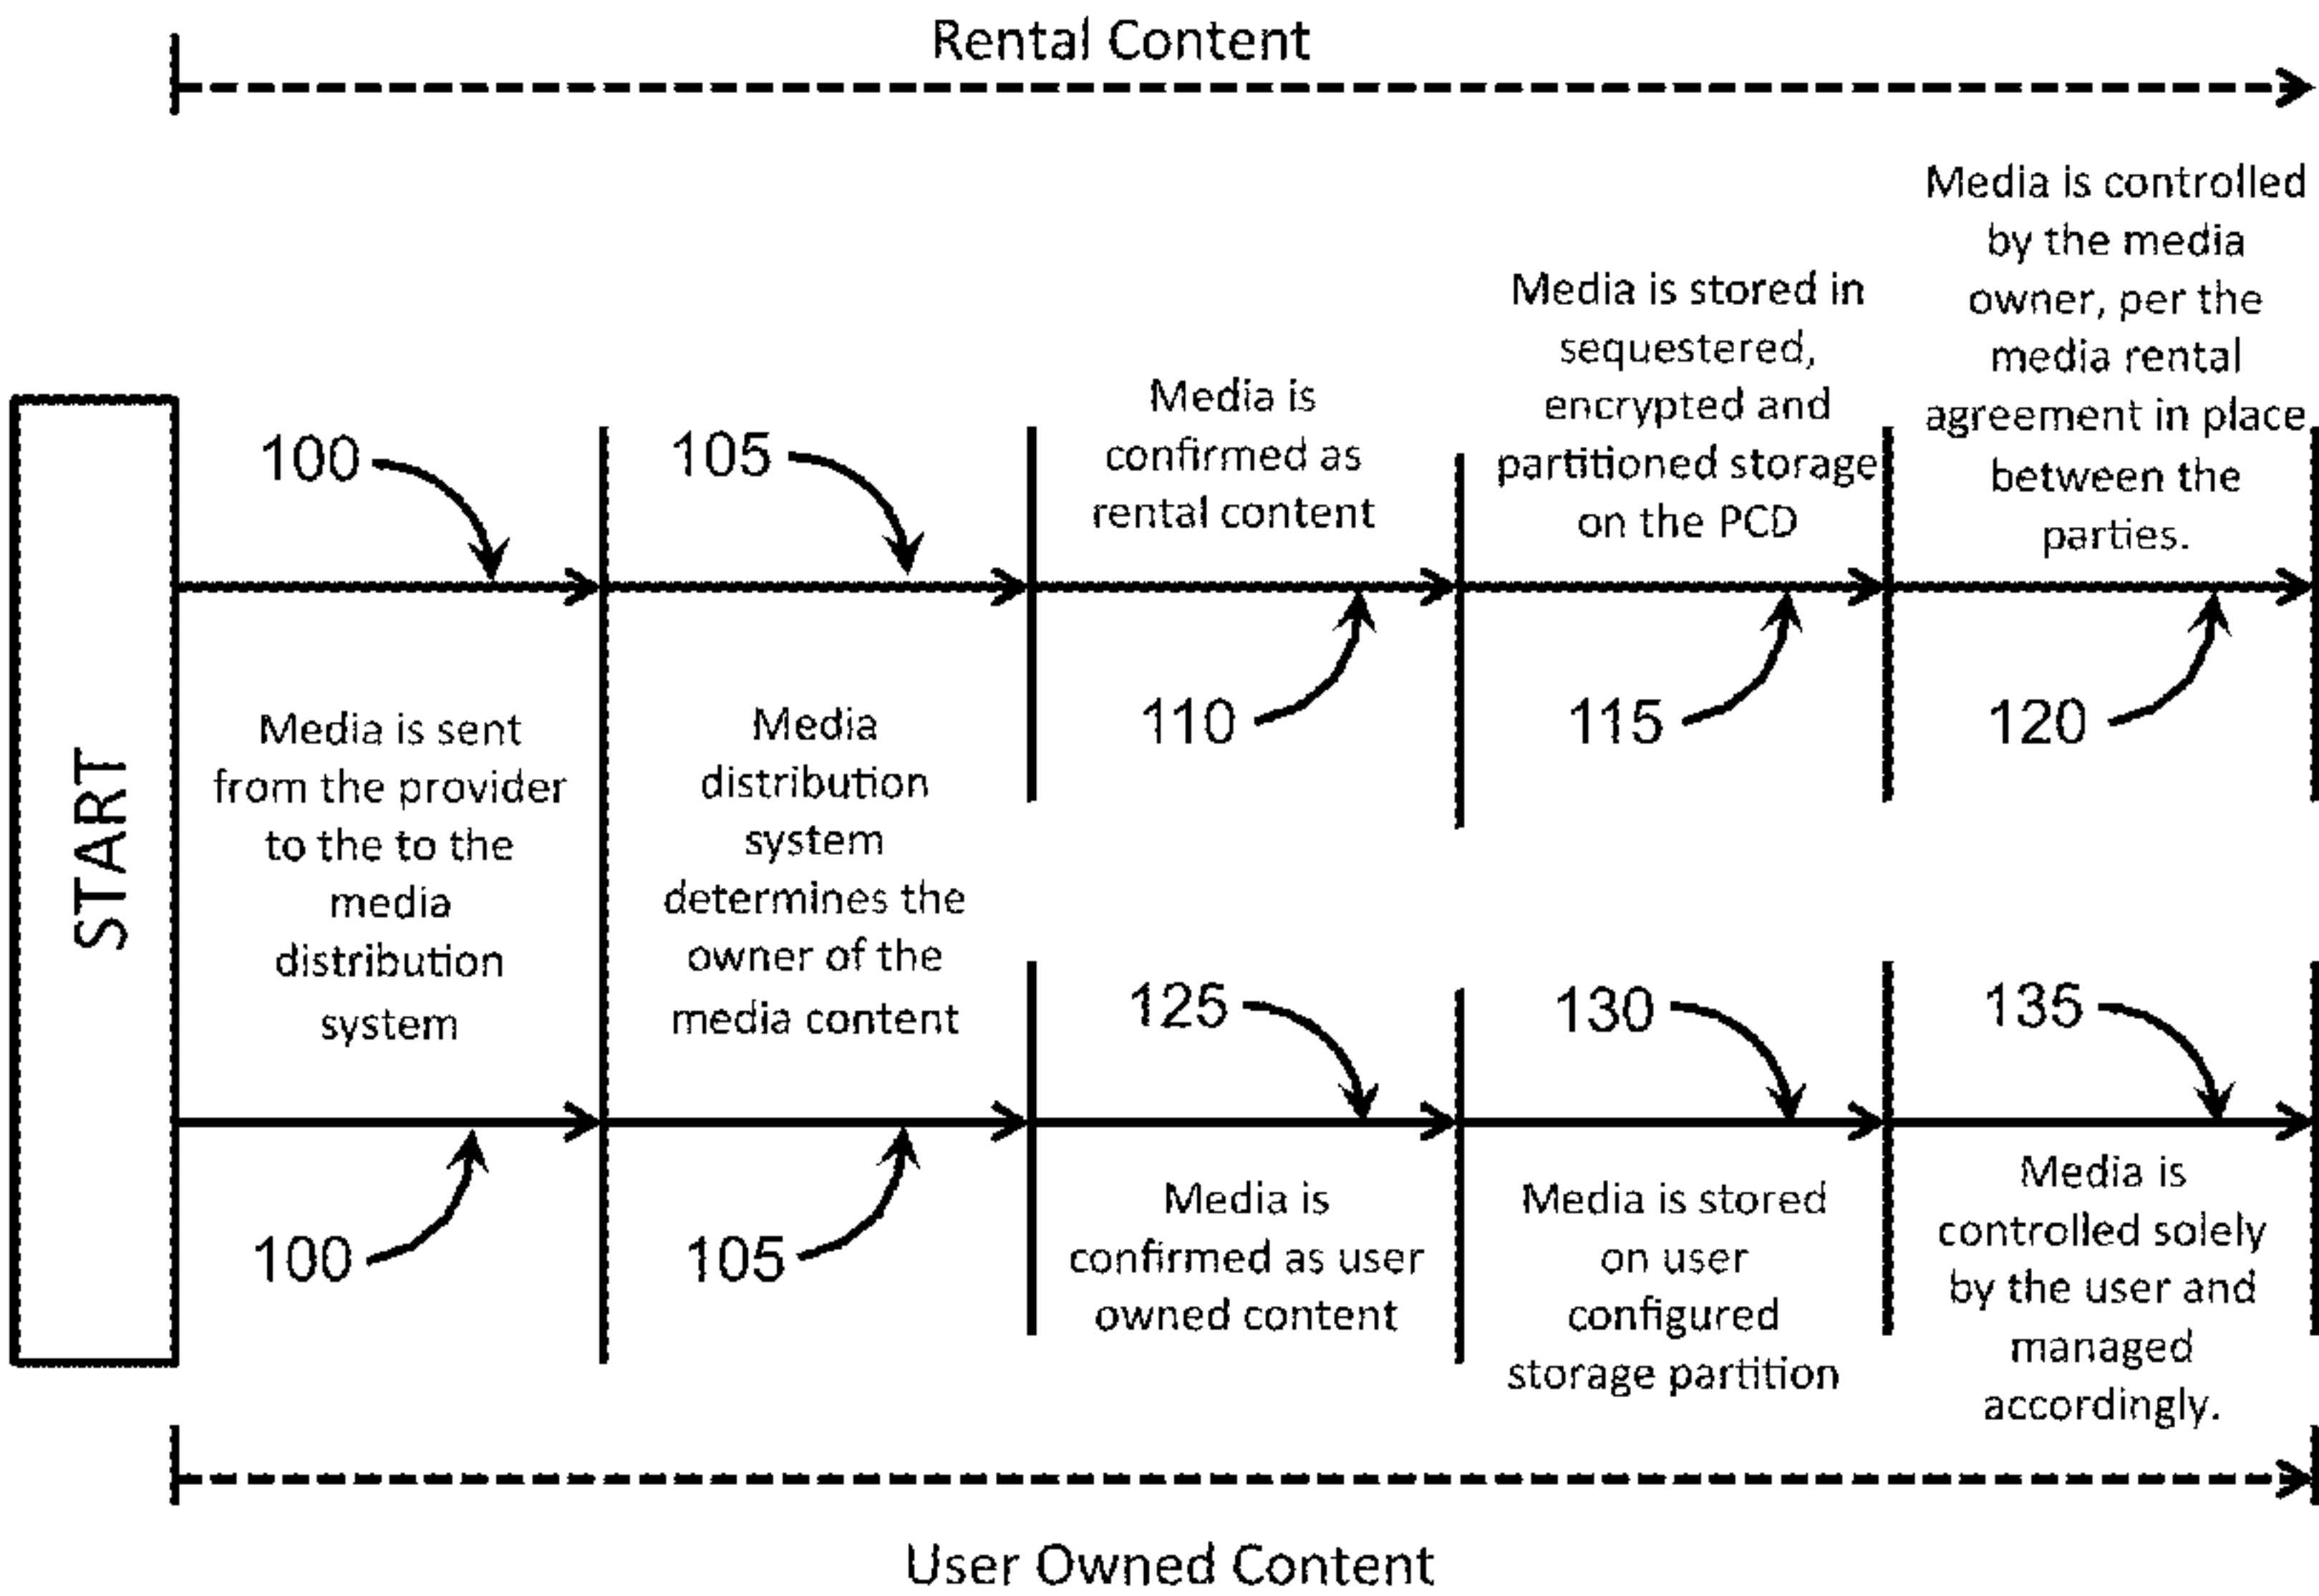 Rental Content
START
100
Media is sent
from the provider
to the to the
media
distribution
system
100
105
Media
distribution
system
determines the
owner of the
media content
105
Media is
confirmed as
rental content
110
Media is stored in
sequestered,
encrypted and
partitioned storage
on the PCD
115
Media is controlled
by the media
owner, per the
media rental
agreement in place
between the
parties.
120
125
Media is
confirmed as user
owned content
130
Media is stored
on user
configured
storage partition
135
Media is
controlled solely
by the user and
managed
accordingly.
User Owned Content